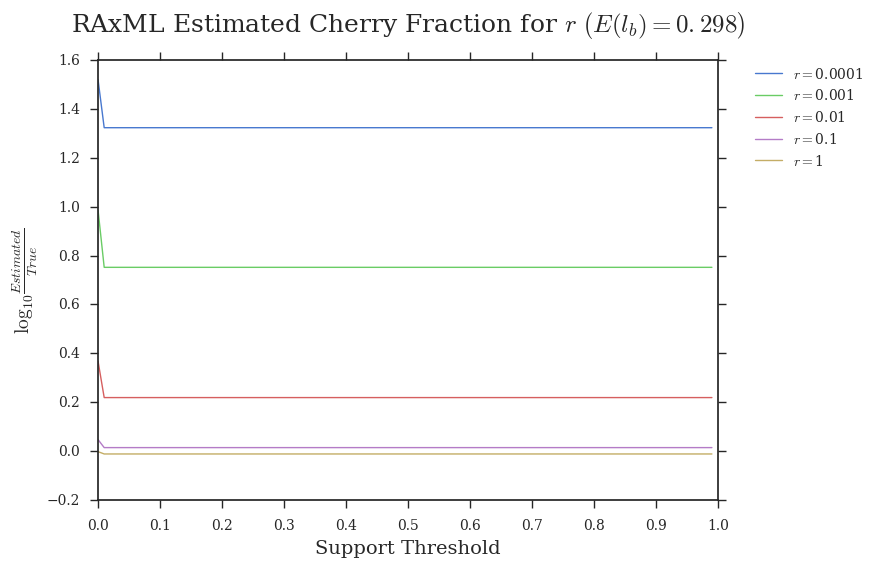 RAxML Estimated Cherry Fraction for r (E(l_b) = 0.298)
r = 0.0001
r = 0.001
r = 0.01
r = 0.1
r = 1
log10 Estimated/True
1.6
1.4
1.2
1.0
0.8
0.6
0.4
0.2
0.0
−0.2
0.0 0.1 0.2 0.3 0.4 0.5 0.6 0.7 0.8 0.9 1.0
Support Threshold